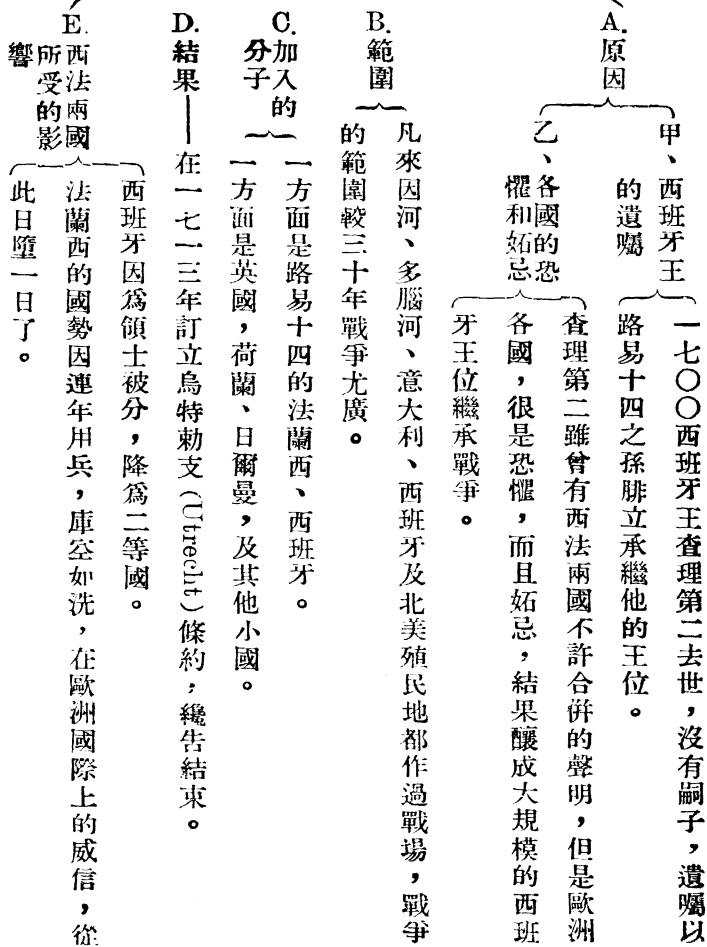 A.原因
甲、西班牙王
的遺囑
一七〇〇西班牙王查理第二去世，沒有嗣子，遺囑以
路易十四之孫腓立承繼他的王位。
乙、各國的恐
懼和妬忌
查理第二雖曾有西法兩國不許合倂的聲明，但是歐洲
各國，很是恐懼，而且妬忌，結果釀成大規模的西班
牙王位繼承戰爭。
B.範圍
凡來因河、多腦河、意大利、西班牙及北美殖民地都作過戰場，戰爭
的範圍較三十年戰爭尤廣。
C.加入的
分子
一方面是路易十四的法蘭西、西班牙。
一方面是英國，荷蘭、日爾曼，及其他小國。
D.結果——在一七一三年訂立烏特勅支(Utrecht)條約，纔告結束。
E.西法兩國
所受的影
響
西班牙因爲領土被分，降爲二等國。
法蘭西的國勢因連年用兵，庫空如洗，在歐洲國際上的威信，從
此日墮一日了。